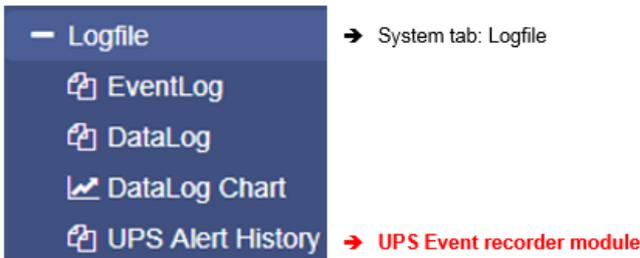 Logfile → System tab: Logfile
EventLog
DataLog
DataLog Chart
UPS Alert History → UPS Event recorder module